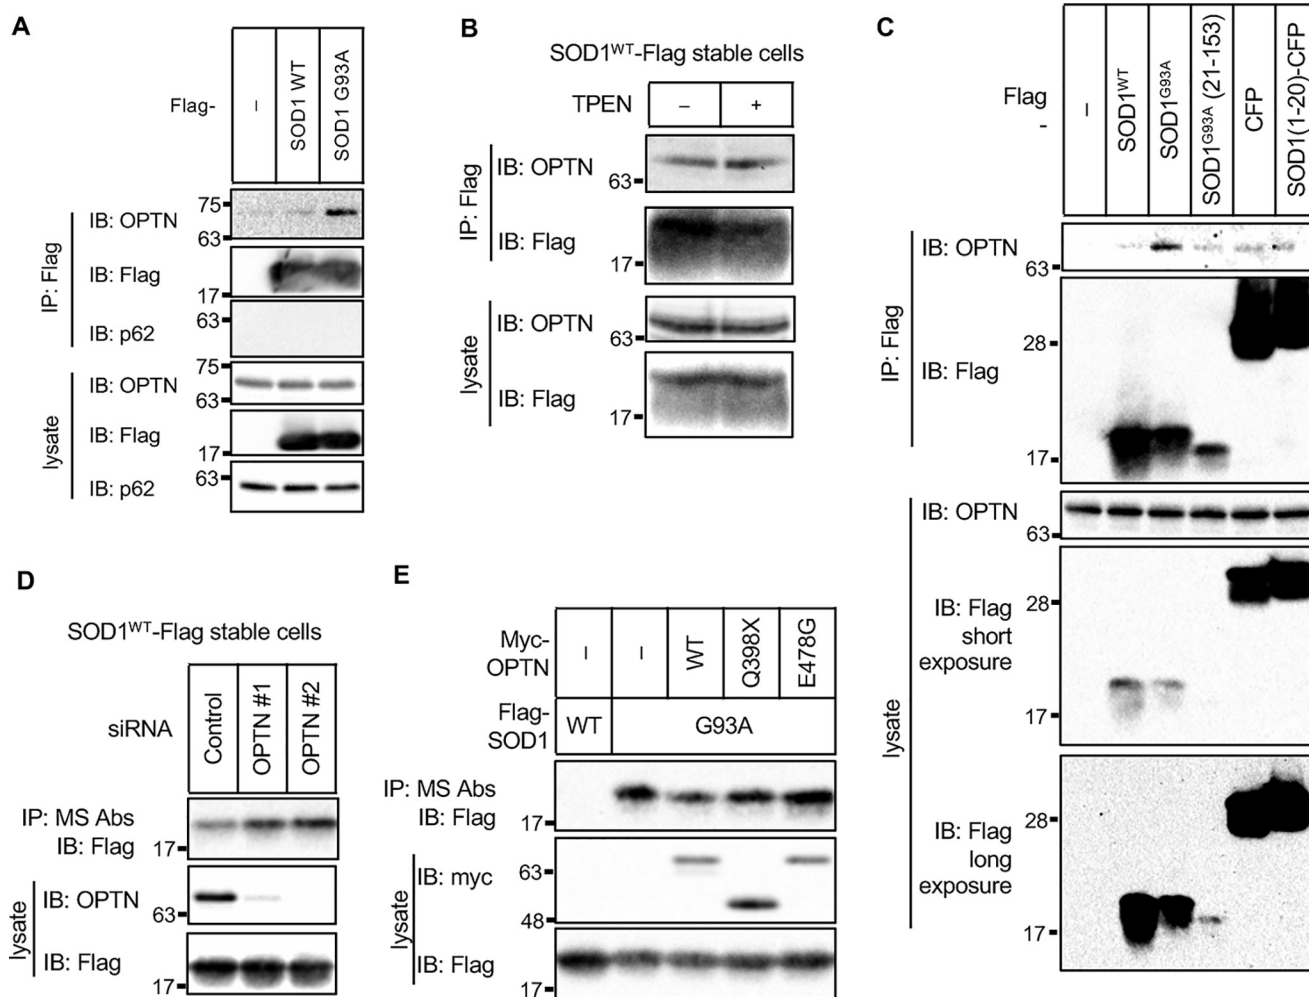 A
Flag-
–
SOD1 WT
SOD1 G93A
IP: Flag
IB: OPTN
75
63
IB: Flag
17
IB: p62
63
lysate
IB: OPTN
75
63
IB: Flag
17
IB: p62
63
B
SOD1WT-Flag stable cells
TPEN
–
+
IP: Flag
IB: OPTN
63
IB: Flag
17
lysate
IB: OPTN
63
IB: Flag
17
C
Flag
-
–
SOD1WT
SOD1G93A
SOD1G93A (21-153)
CFP
SOD1(1-20)-CFP
IP: Flag
IB: OPTN
63
IB: Flag
28
17
lysate
IB: OPTN
63
IB: Flag
short
exposure
28
17
IB: Flag
long
exposure
28
17
D
SOD1WT-Flag stable cells
siRNA
Control
OPTN #1
OPTN #2
IP: MS Abs
IB: Flag
17
lysate
IB: OPTN
63
IB: Flag
17
E
Myc-
OPTN
–
–
WT
Q398X
E478G
Flag-
SOD1
WT
G93A
IP: MS Abs
IB: Flag
17
lysate
IB: myc
63
48
IB: Flag
17